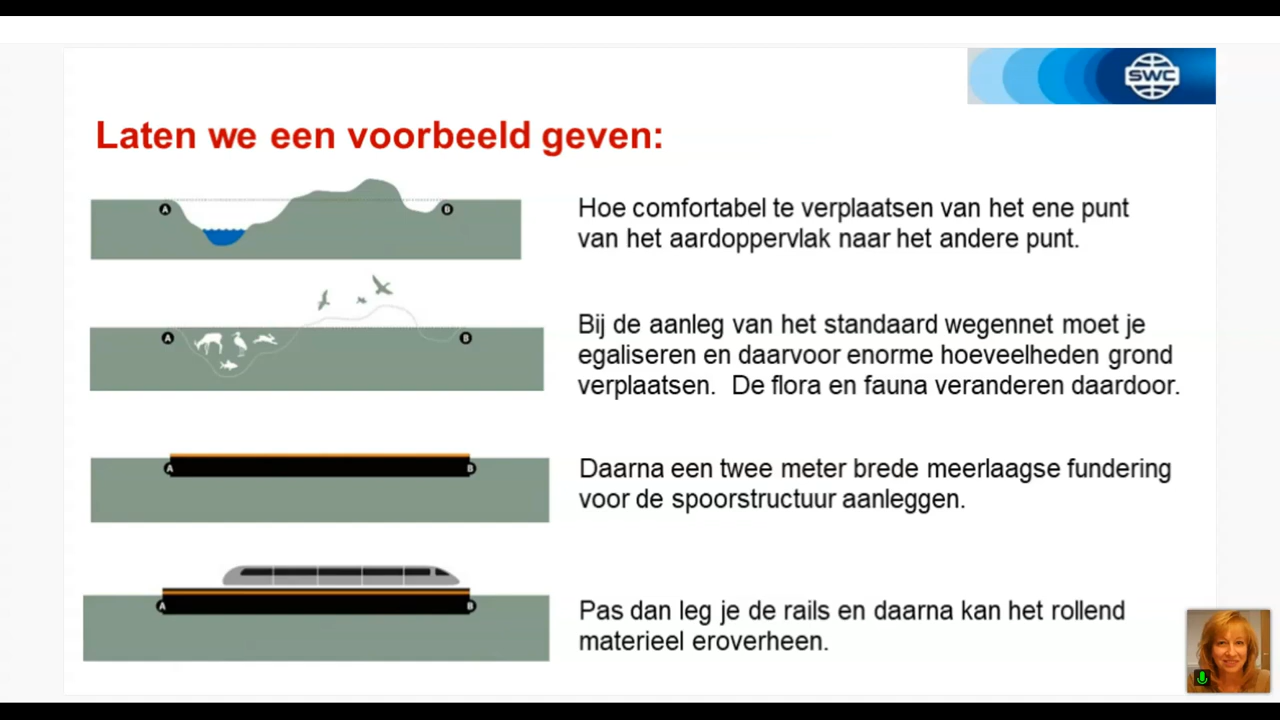 SWC
Laten we een voorbeeld geven:
A
B
Hoe comfortabel te verplaatsen van het ene punt
van het aardoppervlak naar het andere punt.
A
B
Bij de aanleg van het standaard wegennet moet je
egaliseren en daarvoor enorme hoeveelheden grond
verplaatsen.  De flora en fauna veranderen daardoor.
A
B
Daarna een twee meter brede meerlaagse fundering
voor de spoorstructuur aanleggen.
A
B
Pas dan leg je de rails en daarna kan het rollend
materieel eroverheen.